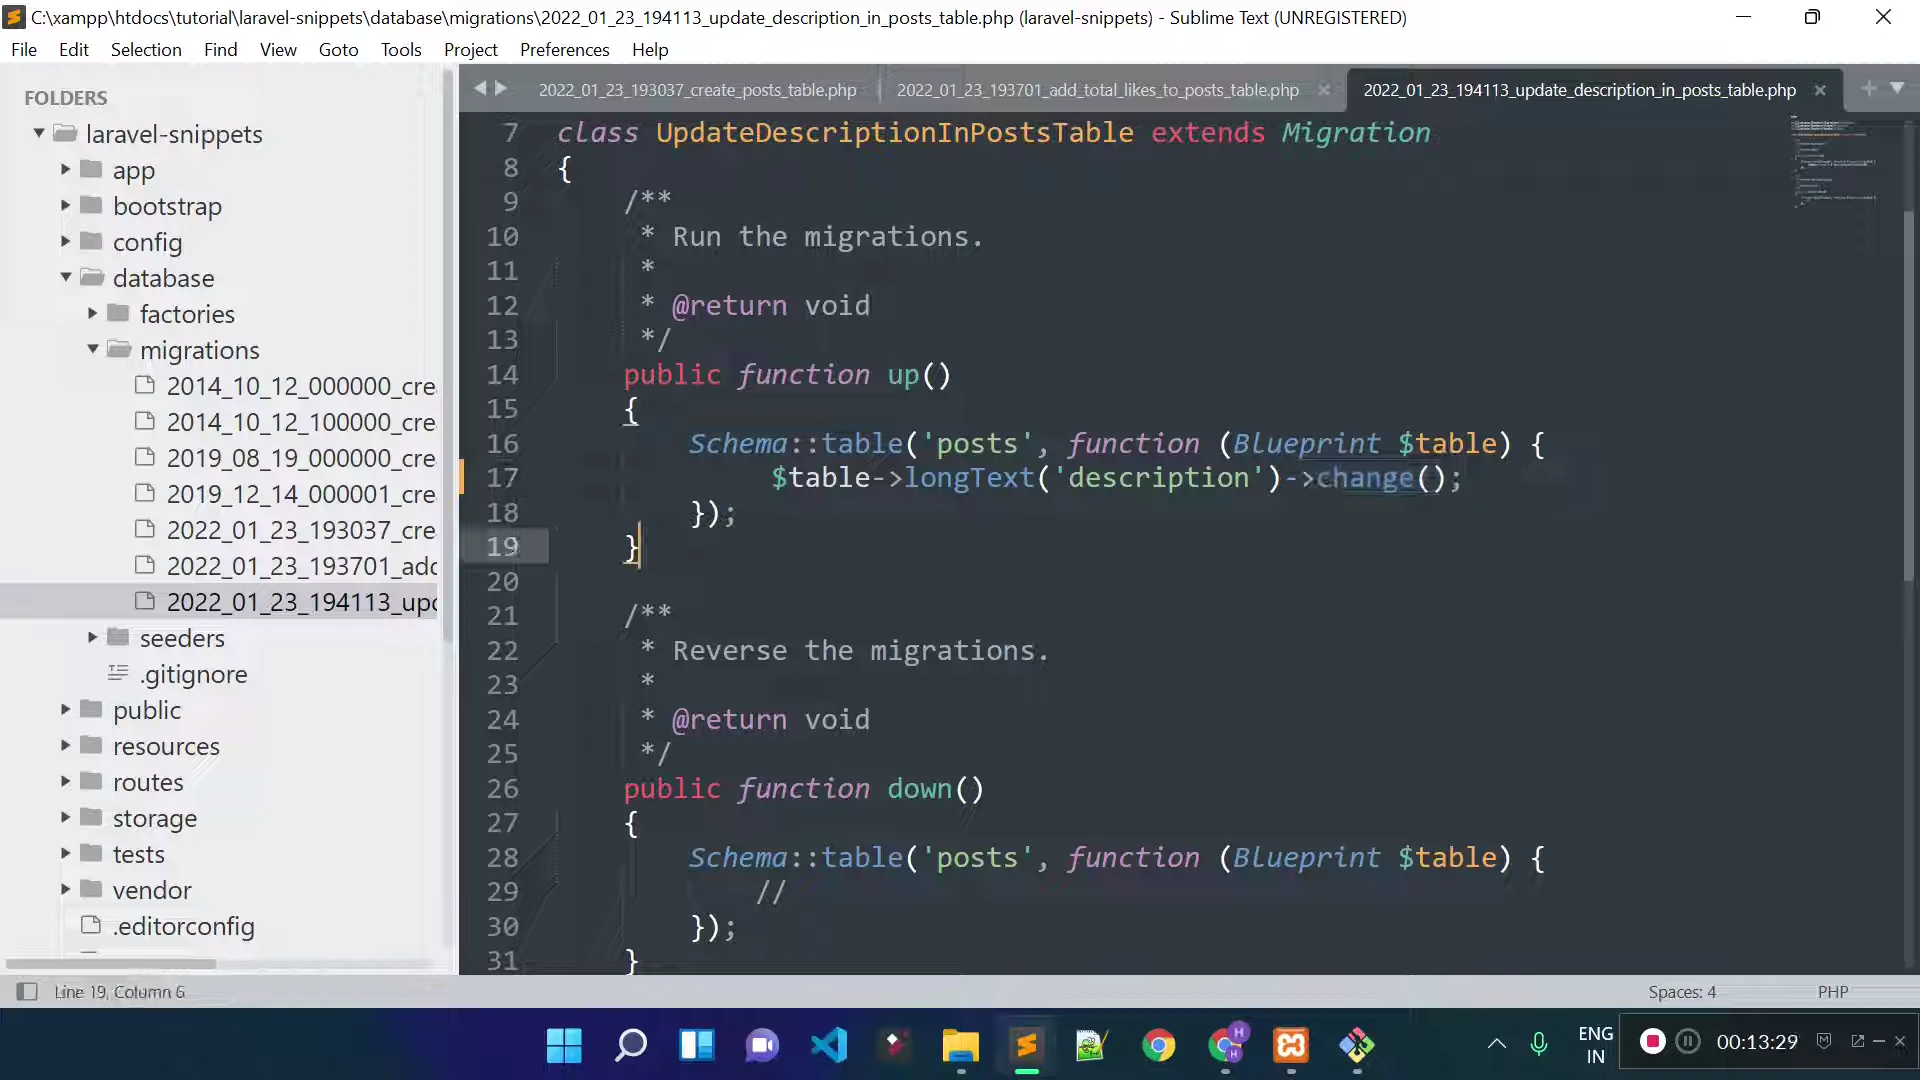 C:\xampp\htdocs\tutorial\laravel-snippets\database\migrations\2022_01_23_194113_update_description_in_posts_table.php (laravel-snippets) - Sublime Text (UNREGISTERED)
File Edit Selection Find View Goto Tools Project Preferences Help
FOLDERS
laravel-snippets
app
bootstrap
config
database
factories
migrations
2014_10_12_000000_cre
2014_10_12_100000_cre
2019_08_19_000000_cre
2019_12_14_000001_cre
2022_01_23_193037_cre
2022_01_23_193701_adc
2022_01_23_194113_upc
seeders
.gitignore
public
resources
routes
storage
tests
vendor
.editorconfig
2022_01_23_193037_create_posts_table.php 2022_01_23_193701_add_total_likes_to_posts_table.php 2022_01_23_194113_update_description_in_posts_table.php
7 class UpdateDescriptionInPostsTable extends Migration
8 {
9 /**
10 * Run the migrations.
11 *
12 * @return void
13 */
14 public function up()
15 {
16 Schema::table('posts', function (Blueprint $table) {
17 $table->longText('description')->change();
18 });
19 }
20
21 /**
22 * Reverse the migrations.
23 *
24 * @return void
25 */
26 public function down()
27 {
28 Schema::table('posts', function (Blueprint $table) {
29 //
30 });
31 }
Line 19, Column 6 Spaces: 4 PHP
ENG
IN
00:13:29